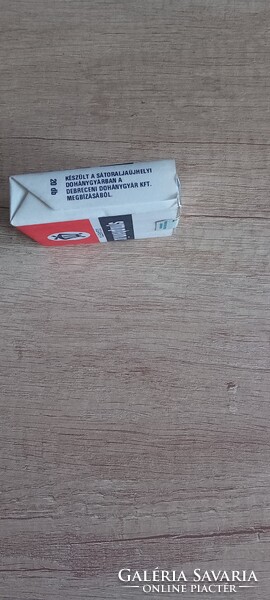 KÉSZÜLT A SÁTORALJAÚJHELYI
DOHÁNYGYÁRBAN A
DEBRECENI DOHÁNYGYÁR KFT.
MEGBÍZÁSÁBÓL.
20 db
GALÉRIA SAVARIA
ONLINE PIACTÉR